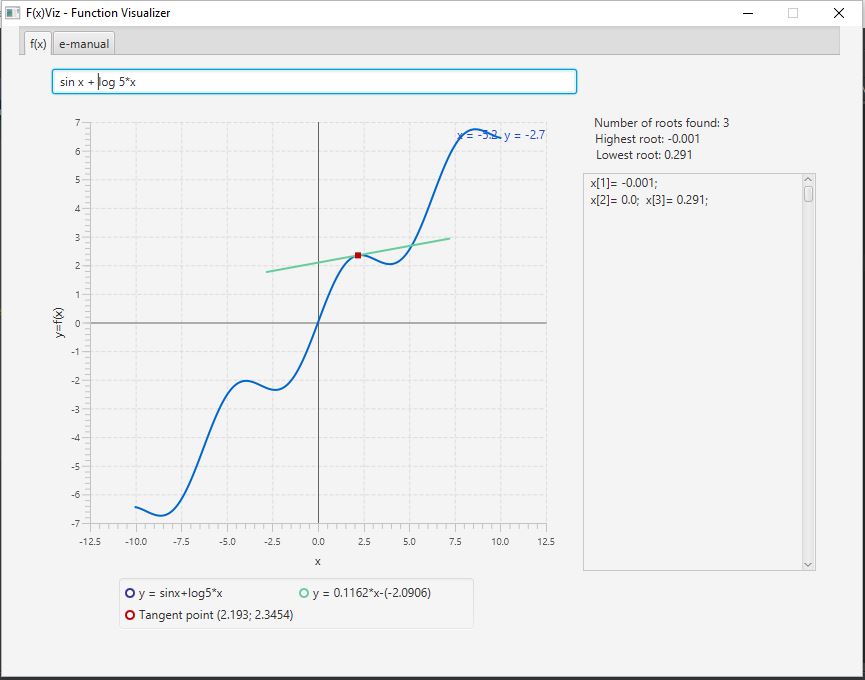 F(x)Viz - Function Visualizer
f(x) e-manual
sin x + log 5*x
x = -5.2 y = -2.7
Number of roots found: 3
Highest root: -0.001
Lowest root: 0.291
x[1]= -0.001;
x[2]= 0.0; x[3]= 0.291;
7
6
5
4
3
2
1
0
-1
-2
-3
-4
-5
-6
-7
y=f(x)
-12.5 -10.0 -7.5 -5.0 -2.5 0.0 2.5 5.0 7.5 10.0 12.5
x
y = sinx+log5*x y = 0.1162*x-(-2.0906)
Tangent point (2.193; 2.3454)